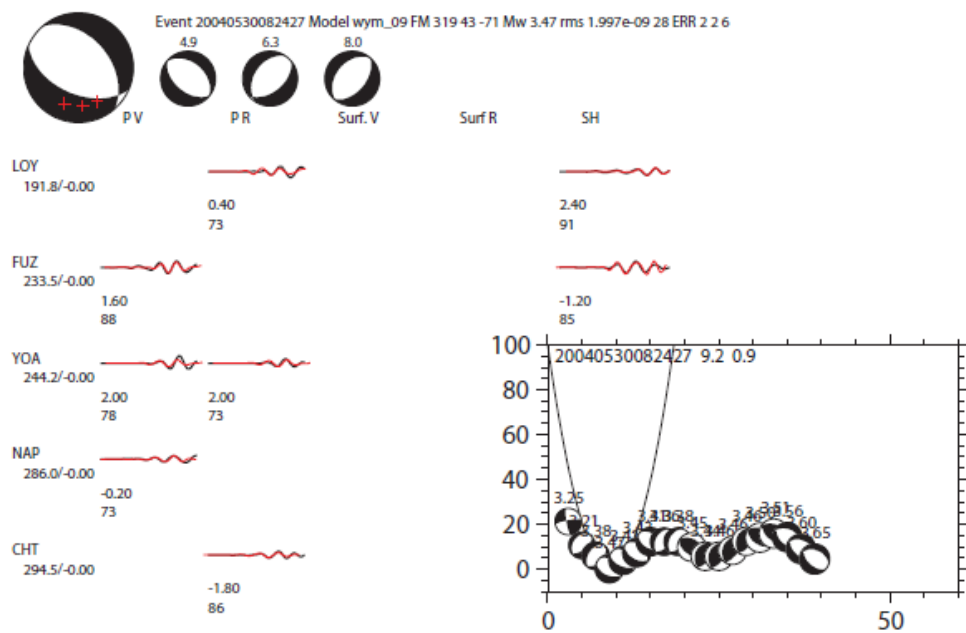 Event 20040530082427 Model wym_09 FM 319 43 -71 Mw 3.47 rms 1.997e-09 28 ERR 2 2 6
4.9 6.3 8.0
P V P R Surf. V Surf R SH
LOY
191.8/-0.00
0.40 2.40
73 91
FUZ
233.5/-0.00
1.60 -1.20
88 85
YOA
244.2/-0.00
2.00 2.00
78 73
NAP
286.0/-0.00
-0.20
73
CHT
294.5/-0.00
-1.80
86
100
20040530082427 9.2 0.9
80
60
40
20
0
3.25
0 50